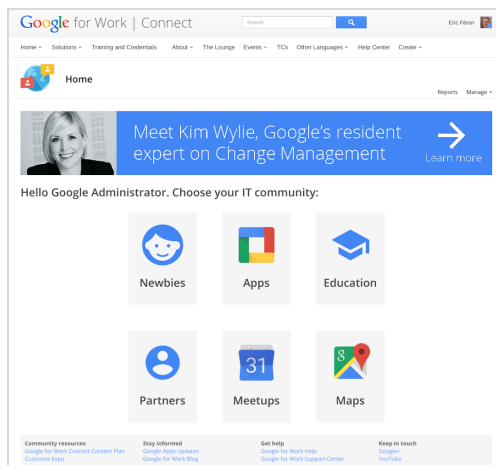 Google for Work | Connect
Search
Eric Féron
Home
Solutions
Training and Credentials
About
The Lounge
Events
TCs
Other Languages
Help Center
Create
Home
Reports
Manage
Meet Kim Wylie, Google's resident
expert on Change Management
Learn more
Hello Google Administrator. Choose your IT community:
Newbies
Apps
Education
8
31
Partners
Meetups
Maps
Community resources
Google for Work Connect Content Plan
Customer Expo
Stay informed
Google Apps Updates
Google for Work Blog
Get help
Google for Work Help
Google for Work Support Center
Keep in touch
Google+
YouTube